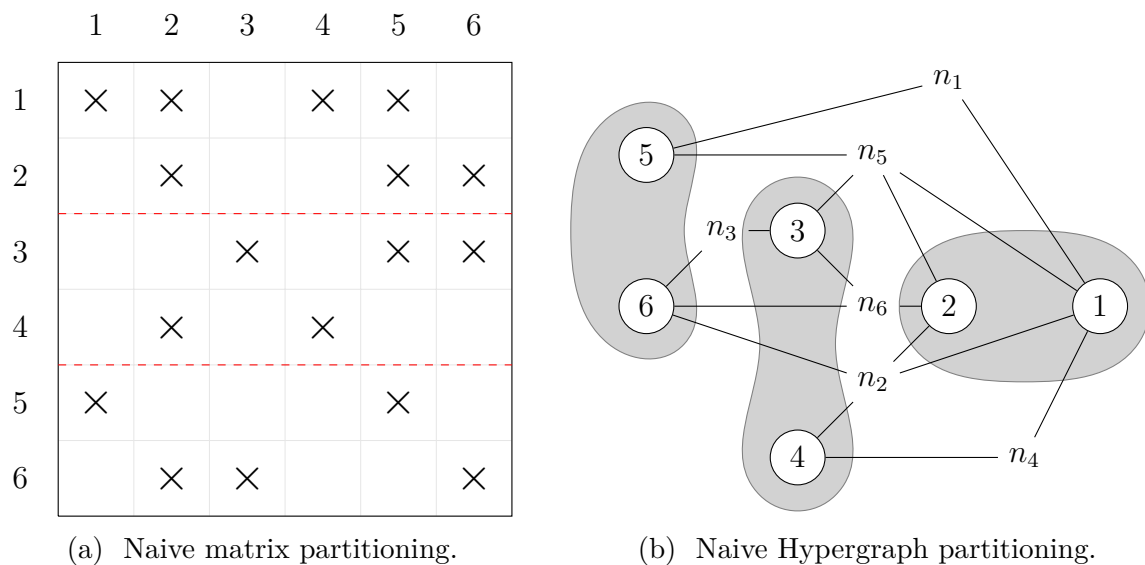 1 2 3 4 5 6
1 × × × ×
2 × × ×
3 × × ×
4 × ×
5 × ×
6 × × ×
(a) Naive matrix partitioning.
n₁
5 n₅
n₃ 3
6 n₆ 2 1
n₂
4 n₄
(b) Naive Hypergraph partitioning.